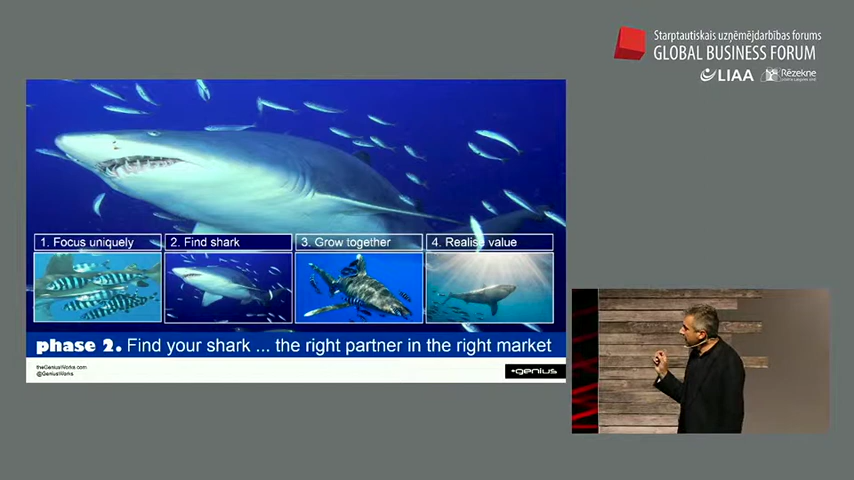 Starptautiskais uzņēmējdarbības forums
GLOBAL BUSINESS FORUM
LIAA
Rēzekne
1. Focus uniquely
2. Find shark
3. Grow together
4. Realise value
phase 2. Find your shark ... the right partner in the right market
theGeniusWorks.com
@GeniusWorks
genius